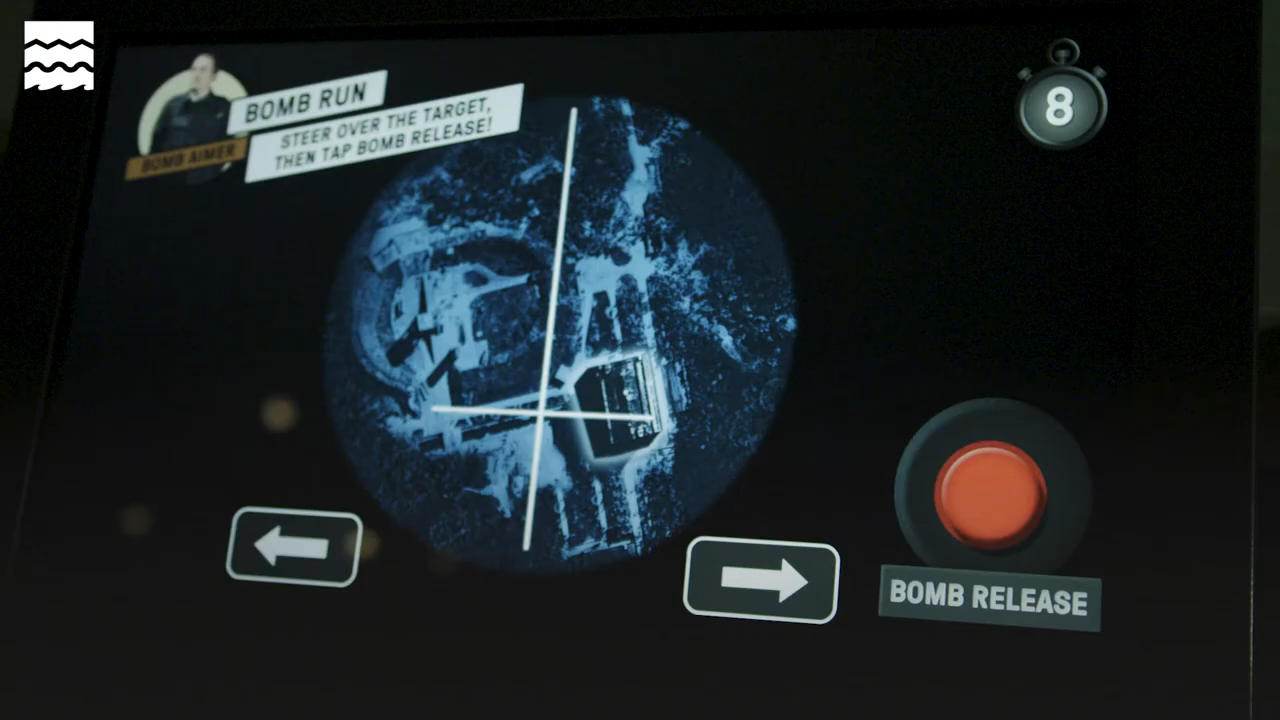 BOMB RUN
STEER OVER THE TARGET,
THEN TAP BOMB RELEASE!
BOMB AIMER
8
BOMB RELEASE